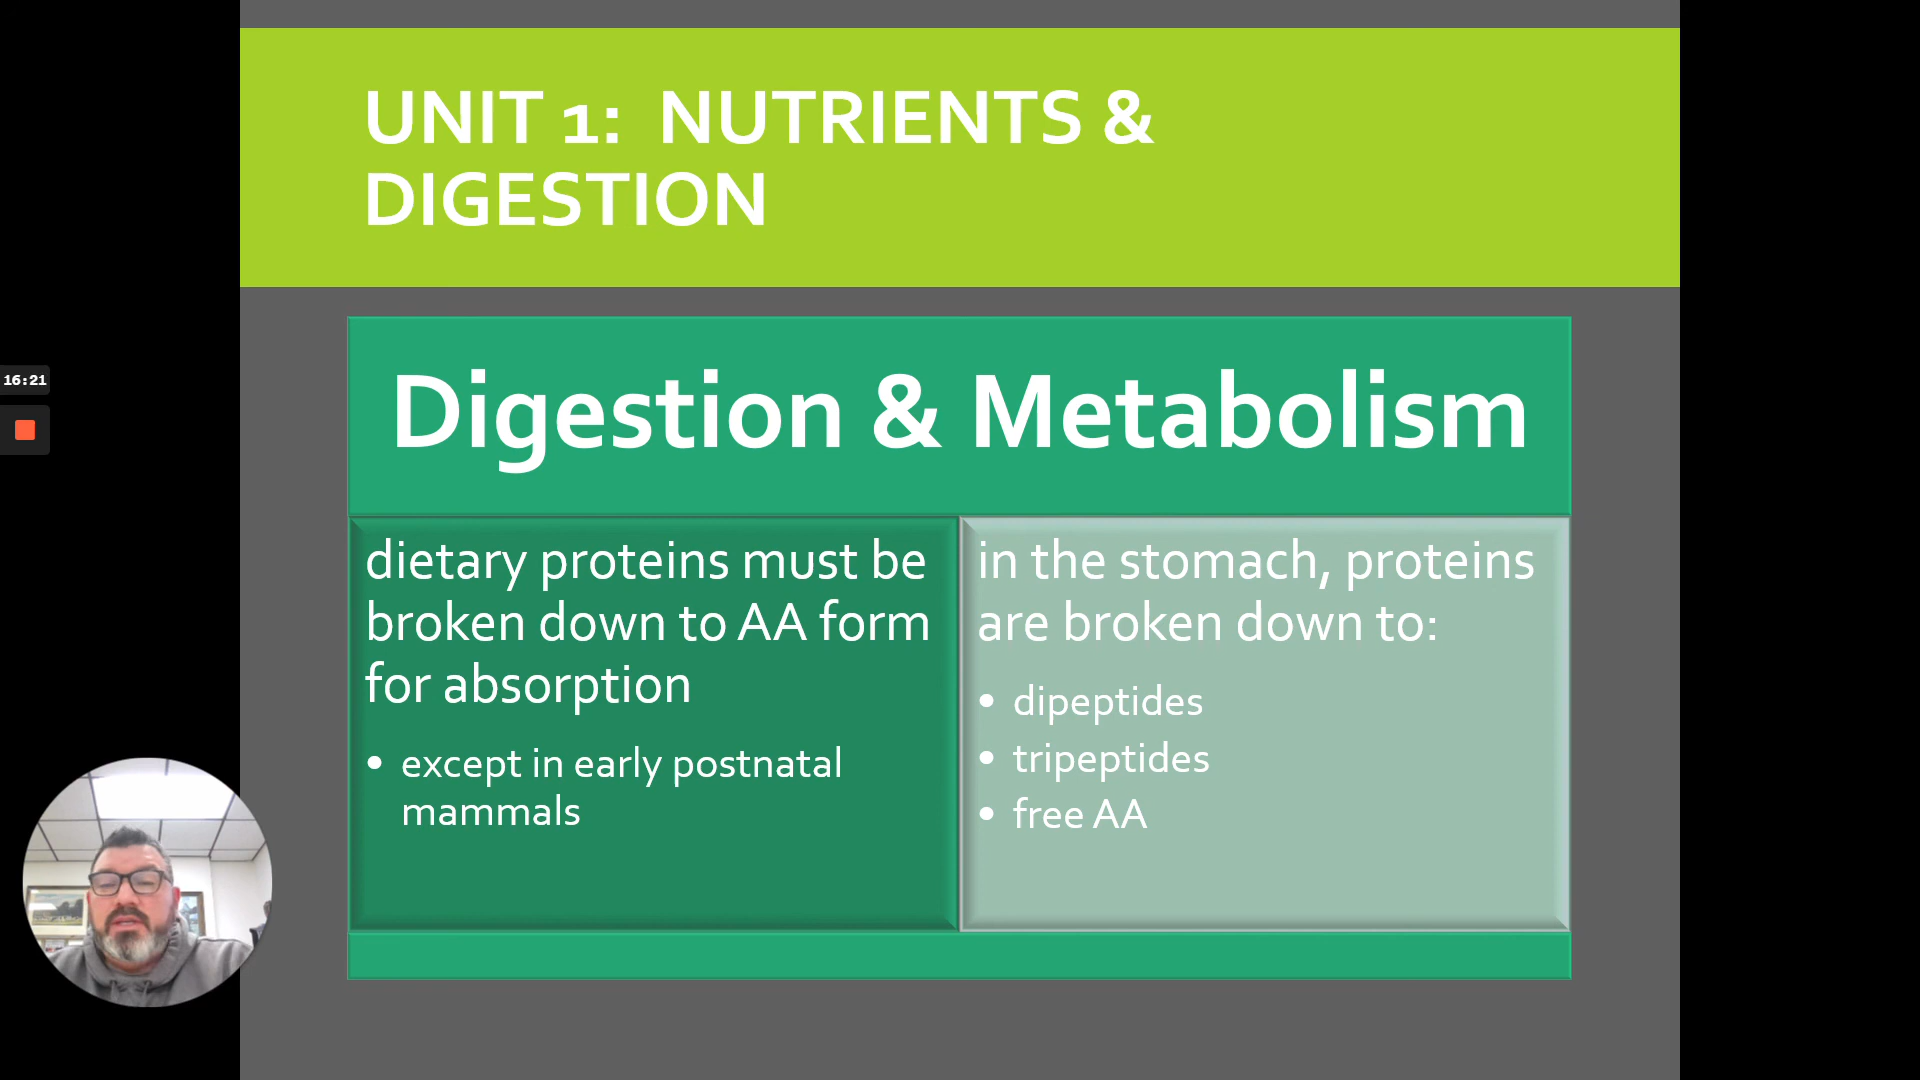 UNIT 1: NUTRIENTS &
DIGESTION
16:21
Digestion & Metabolism
dietary proteins must be
broken down to AA form
for absorption
• except in early postnatal
mammals
in the stomach, proteins
are broken down to:
• dipeptides
• tripeptides
• free AA